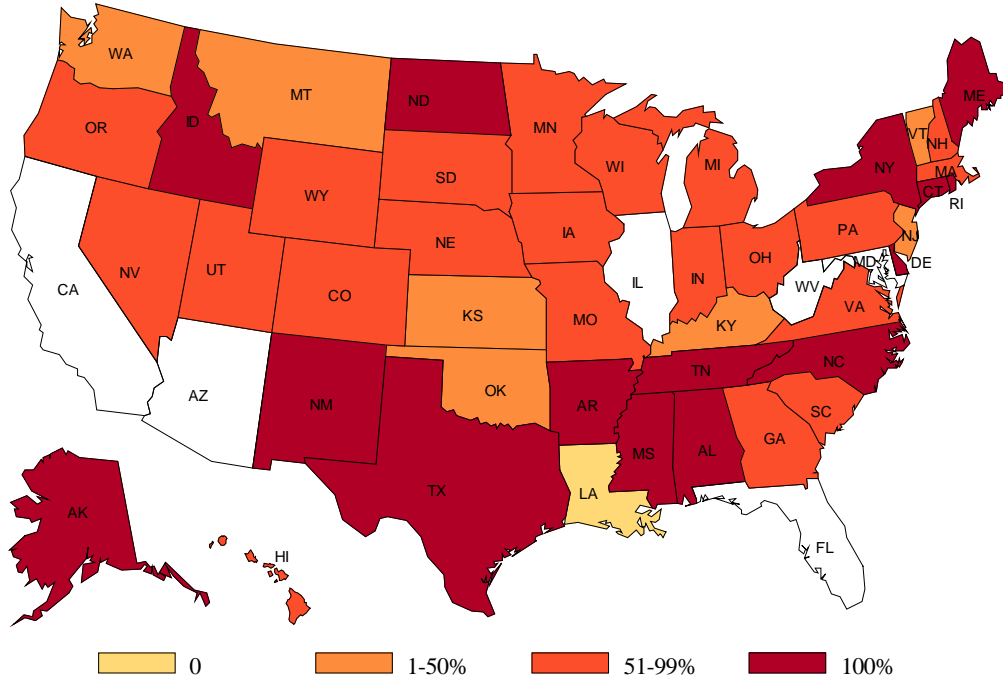 WA
MT
ND
ME
OR
ID
MN
VT
NH
WI
MI
NY
MA
SD
CT
WY
RI
IA
PA
NE
NJ
NV
UT
OH
MD
DE
IL
IN
CA
CO
WV
VA
KS
MO
KY
NC
TN
OK
AZ
NM
AR
SC
GA
MS
AL
TX
LA
AK
FL
HI
0 1-50% 51-99% 100%